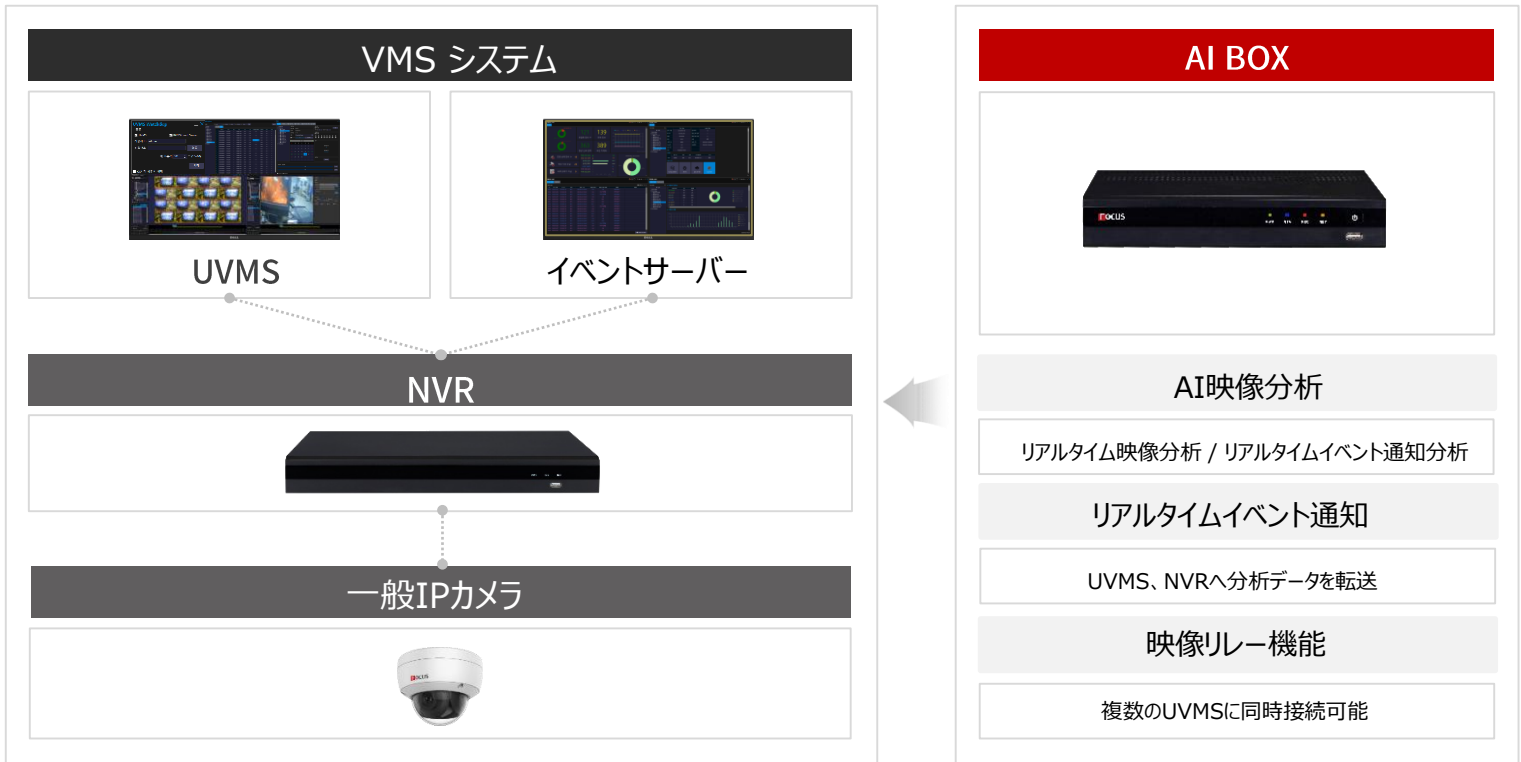 VMS システム
UVMS
イベントサーバー
NVR
一般IPカメラ
FOCUS
AI BOX
FOCUS
AI映像分析
リアルタイム映像分析 / リアルタイムイベント通知分析
リアルタイムイベント通知
UVMS、NVRへ分析データを転送
映像リレー機能
複数のUVMSに同時接続可能